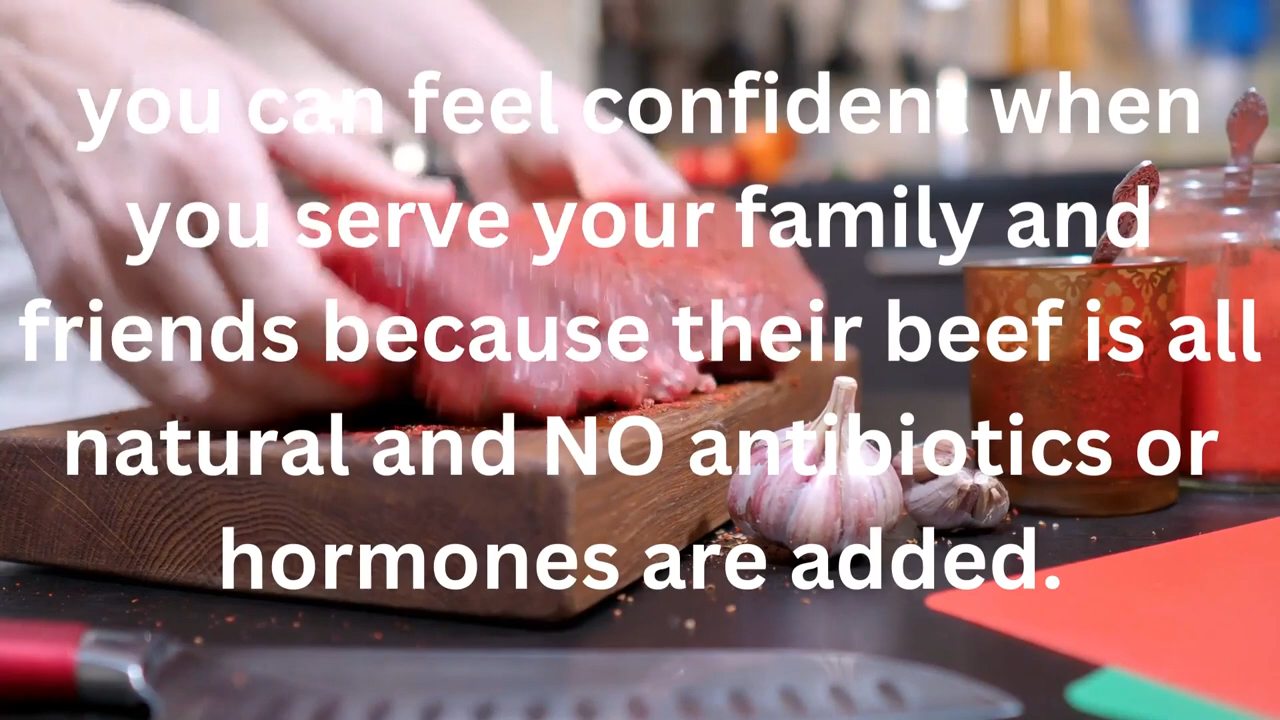 you can feel confident when
you serve your family and
friends because their beef is all
natural and NO antibiotics or
hormones are added.